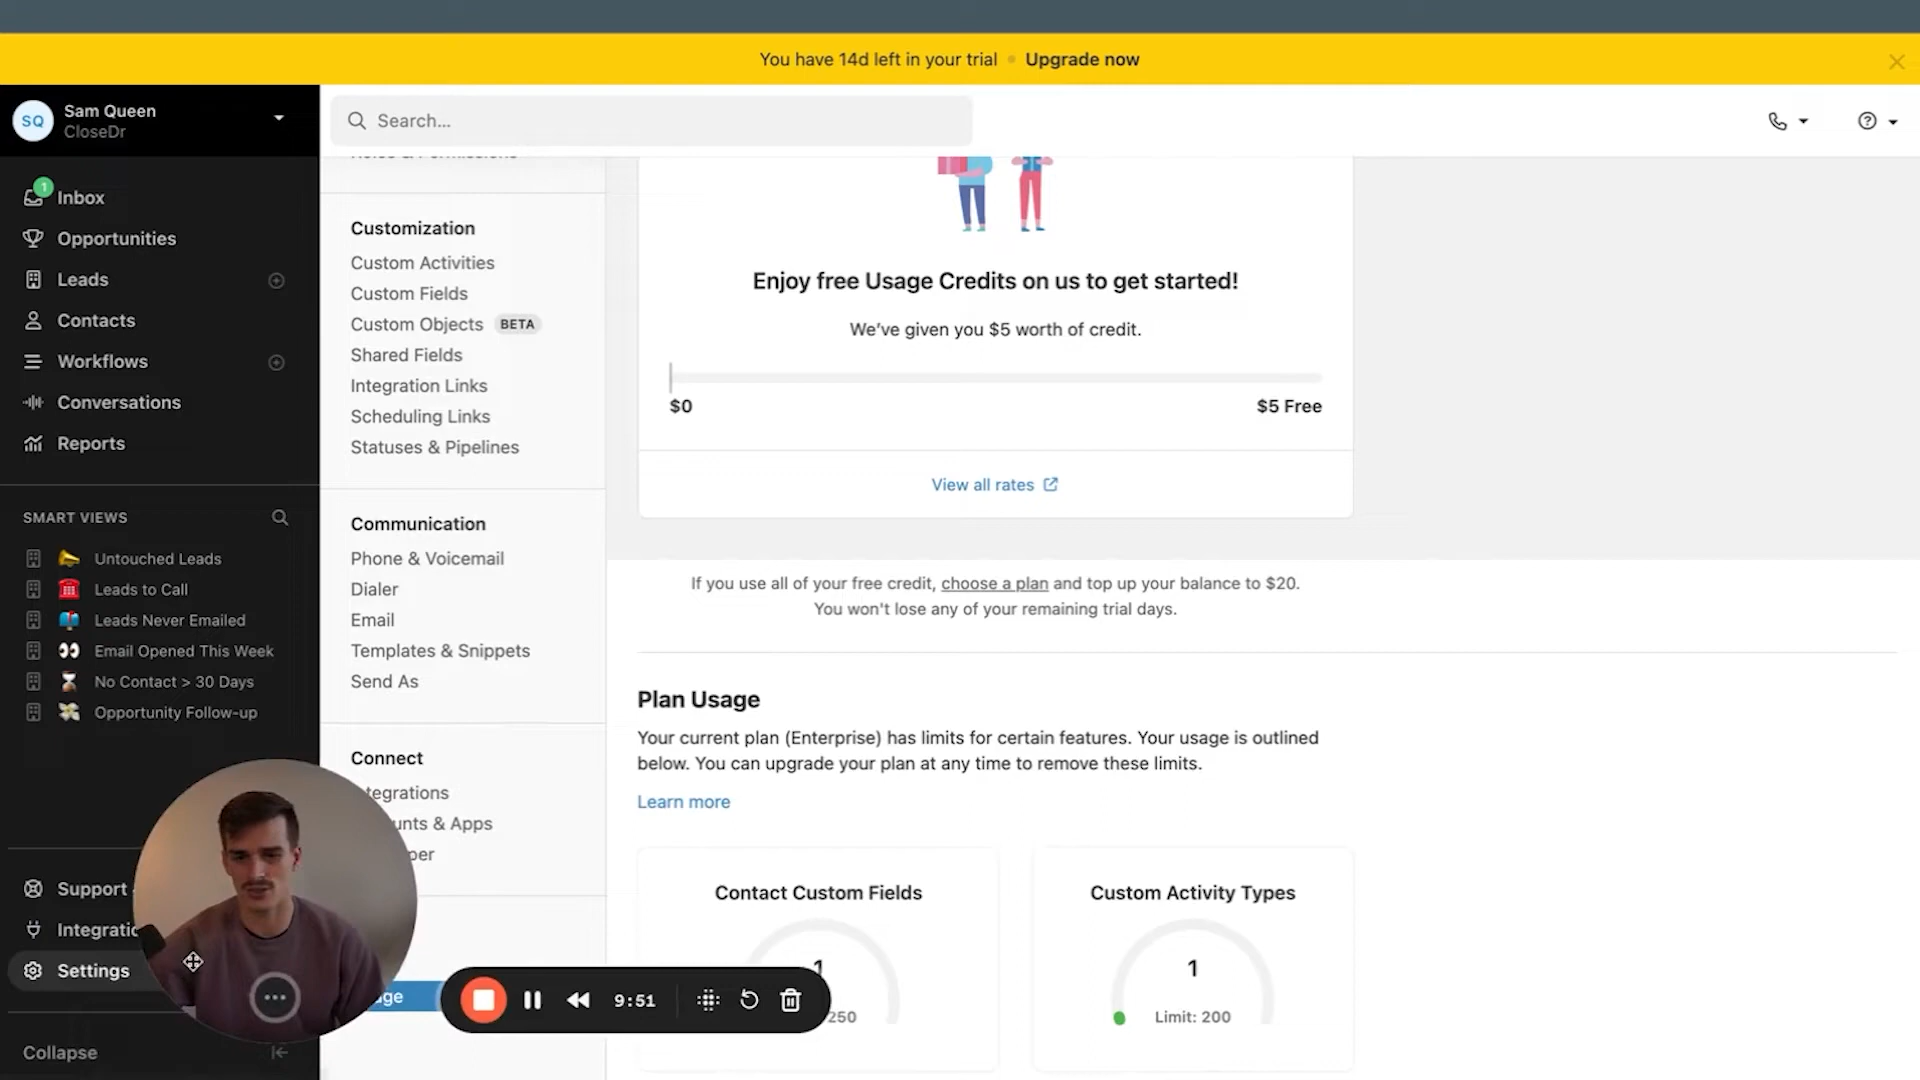 You have 14d left in your trial • Upgrade now
SQ
Sam Queen
CloseDr
Search...
1
Inbox
Opportunities
Leads
Contacts
Workflows
Conversations
Reports
SMART VIEWS
Untouched Leads
Leads to Call
Leads Never Emailed
Email Opened This Week
No Contact > 30 Days
Opportunity Follow-up
Support
Settings
Collapse
Customization
Custom Activities
Custom Fields
Custom Objects BETA
Shared Fields
Integration Links
Scheduling Links
Statuses & Pipelines
Communication
Phone & Voicemail
Dialer
Email
Templates & Snippets
Send As
Connect
tegrations
unts & Apps
per
ge
Enjoy free Usage Credits on us to get started!
We've given you $5 worth of credit.
$0
$5 Free
View all rates
If you use all of your free credit, choose a plan and top up your balance to $20.
You won't lose any of your remaining trial days.
Plan Usage
Your current plan (Enterprise) has limits for certain features. Your usage is outlined
below. You can upgrade your plan at any time to remove these limits.
Learn more
Contact Custom Fields
1
250
Custom Activity Types
1
Limit: 200
9:51